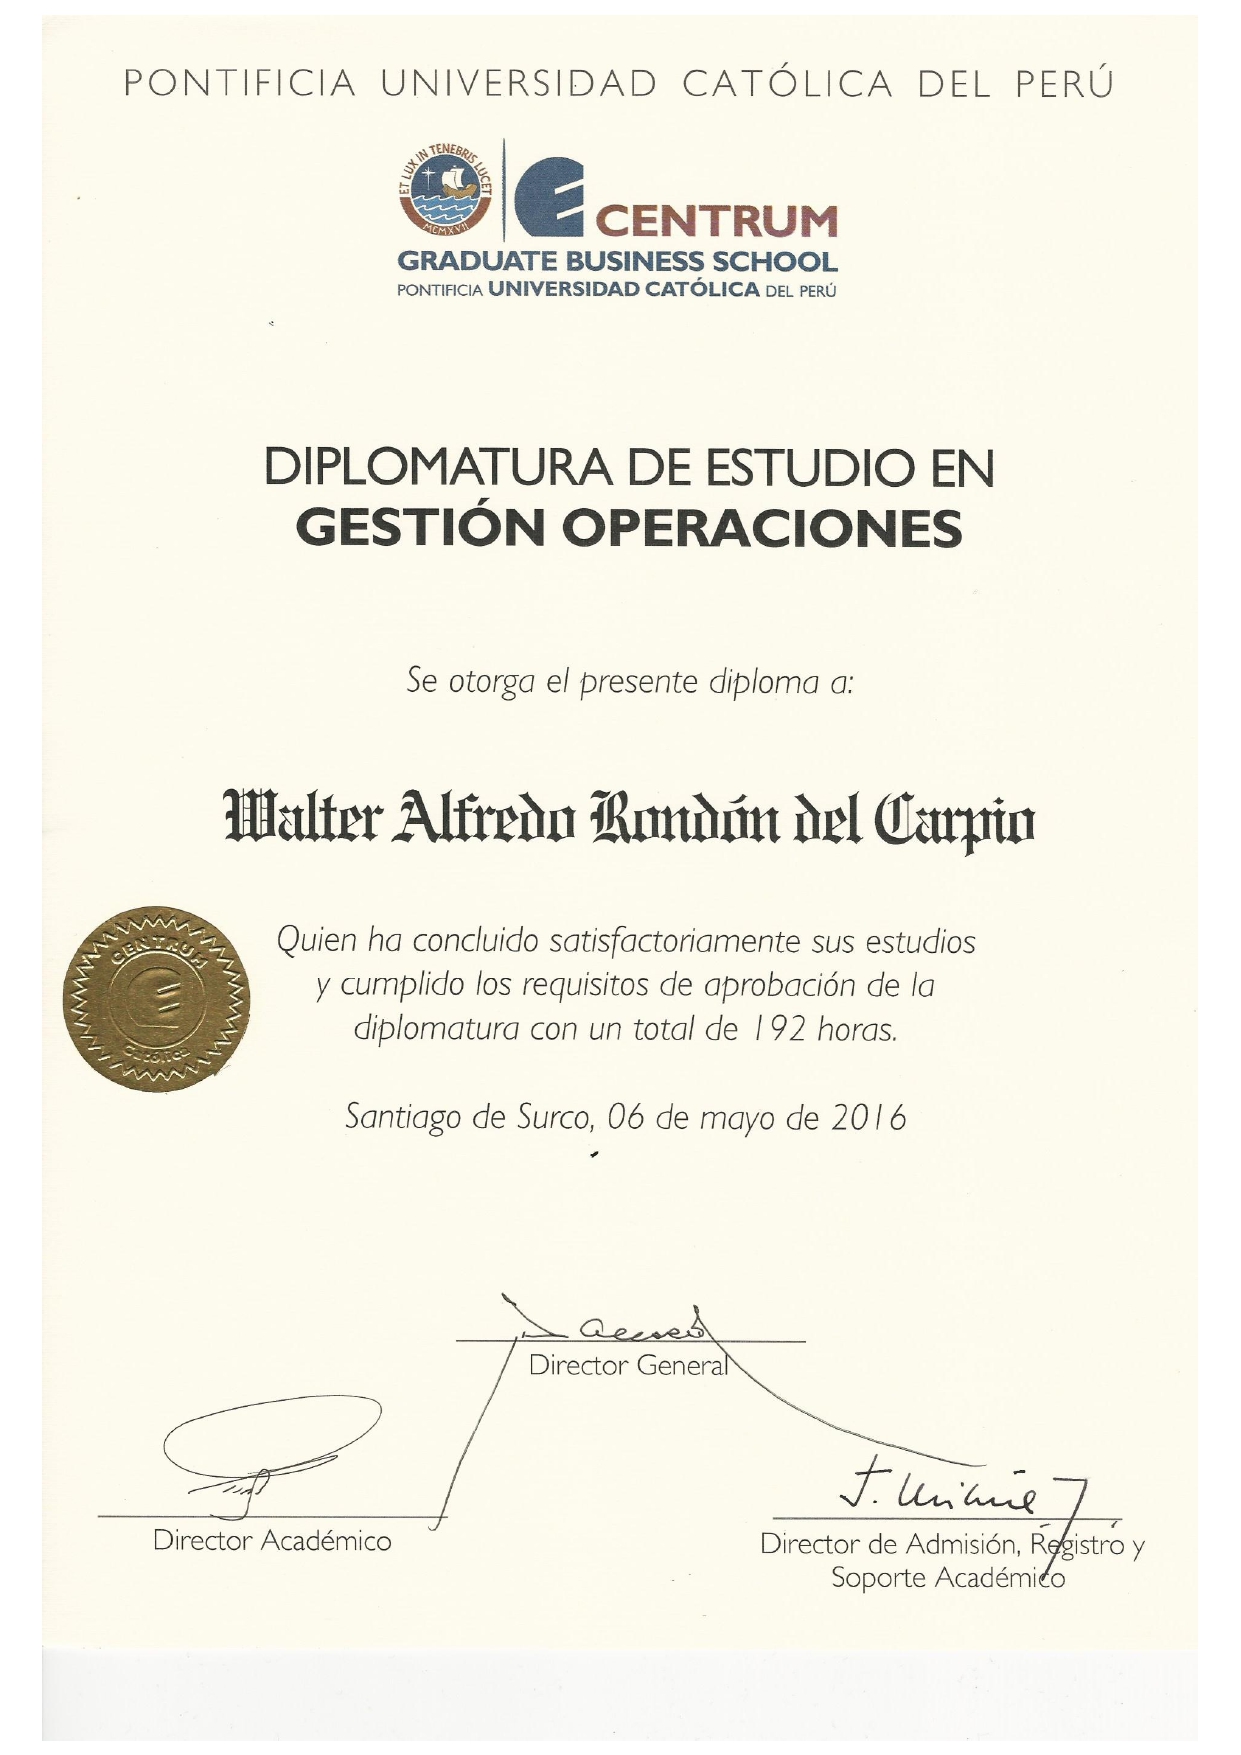 PONTIFICIA UNIVERSIDAD CATÓLICA DEL PERÚ
ET LUX IN TENEBRIS LUCET
MCMXVII
CENTRUM
GRADUATE BUSINESS SCHOOL
PONTIFICIA UNIVERSIDAD CATÓLICA DEL PERÚ
DIPLOMATURA DE ESTUDIO EN
GESTIÓN OPERACIONES
Se otorga el presente diploma a:
Walter Alfredo Rondón del Carpio
Quien ha concluido satisfactoriamente sus estudios
y cumplido los requisitos de aprobación de la
diplomatura con un total de 192 horas.
CENTRUM
Católica
Santiago de Surco, 06 de mayo de 2016
Director General
Director Académico
Director de Admisión, Registro y
Soporte Académico